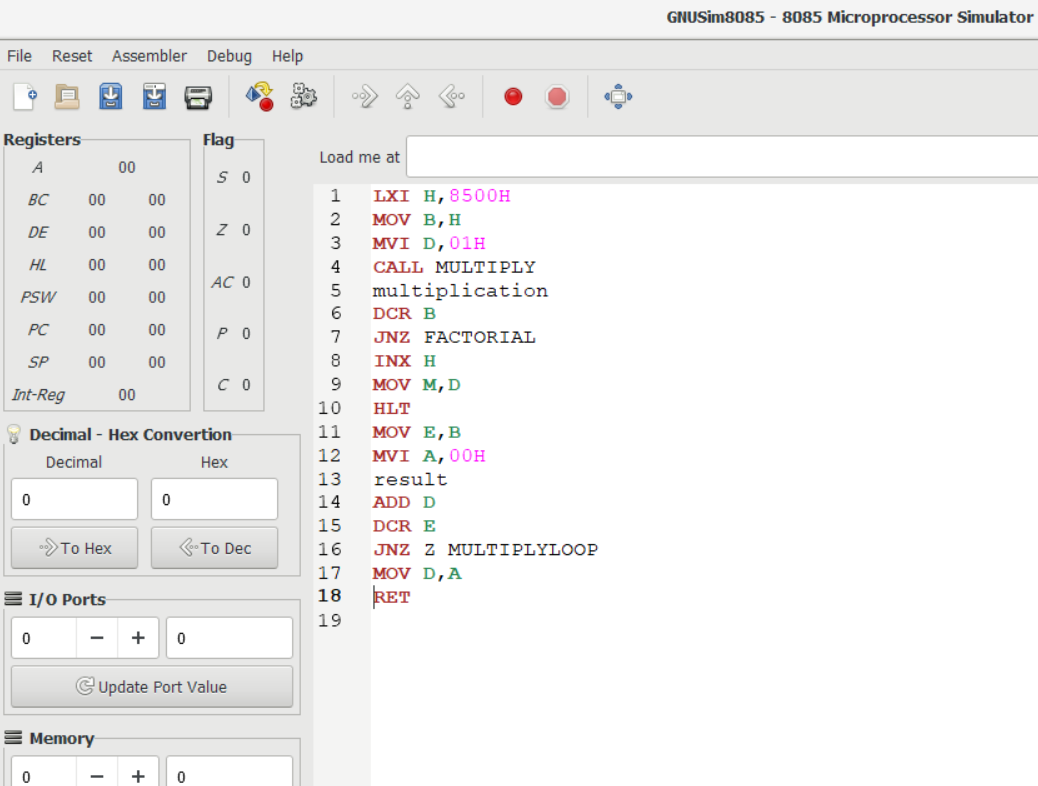 GNUSim8085 - 8085 Microprocessor Simulator
File Reset Assembler Debug Help
Registers
A 00
BC 00 00
DE 00 00
HL 00 00
PSW 00 00
PC 00 00
SP 00 00
Int-Reg 00
Flag
S 0
Z 0
AC 0
P 0
C 0
Decimal - Hex Convertion
Decimal Hex
0 0
To Hex To Dec
I/O Ports
0 − + 0
Update Port Value
Memory
0 − + 0
Load me at
1 LXI H,8500H
2 MOV B,H
3 MVI D,01H
4 CALL MULTIPLY
5 multiplication
6 DCR B
7 JNZ FACTORIAL
8 INX H
9 MOV M,D
10 HLT
11 MOV E,B
12 MVI A,00H
13 result
14 ADD D
15 DCR E
16 JNZ Z MULTIPLYLOOP
17 MOV D,A
18 RET
19